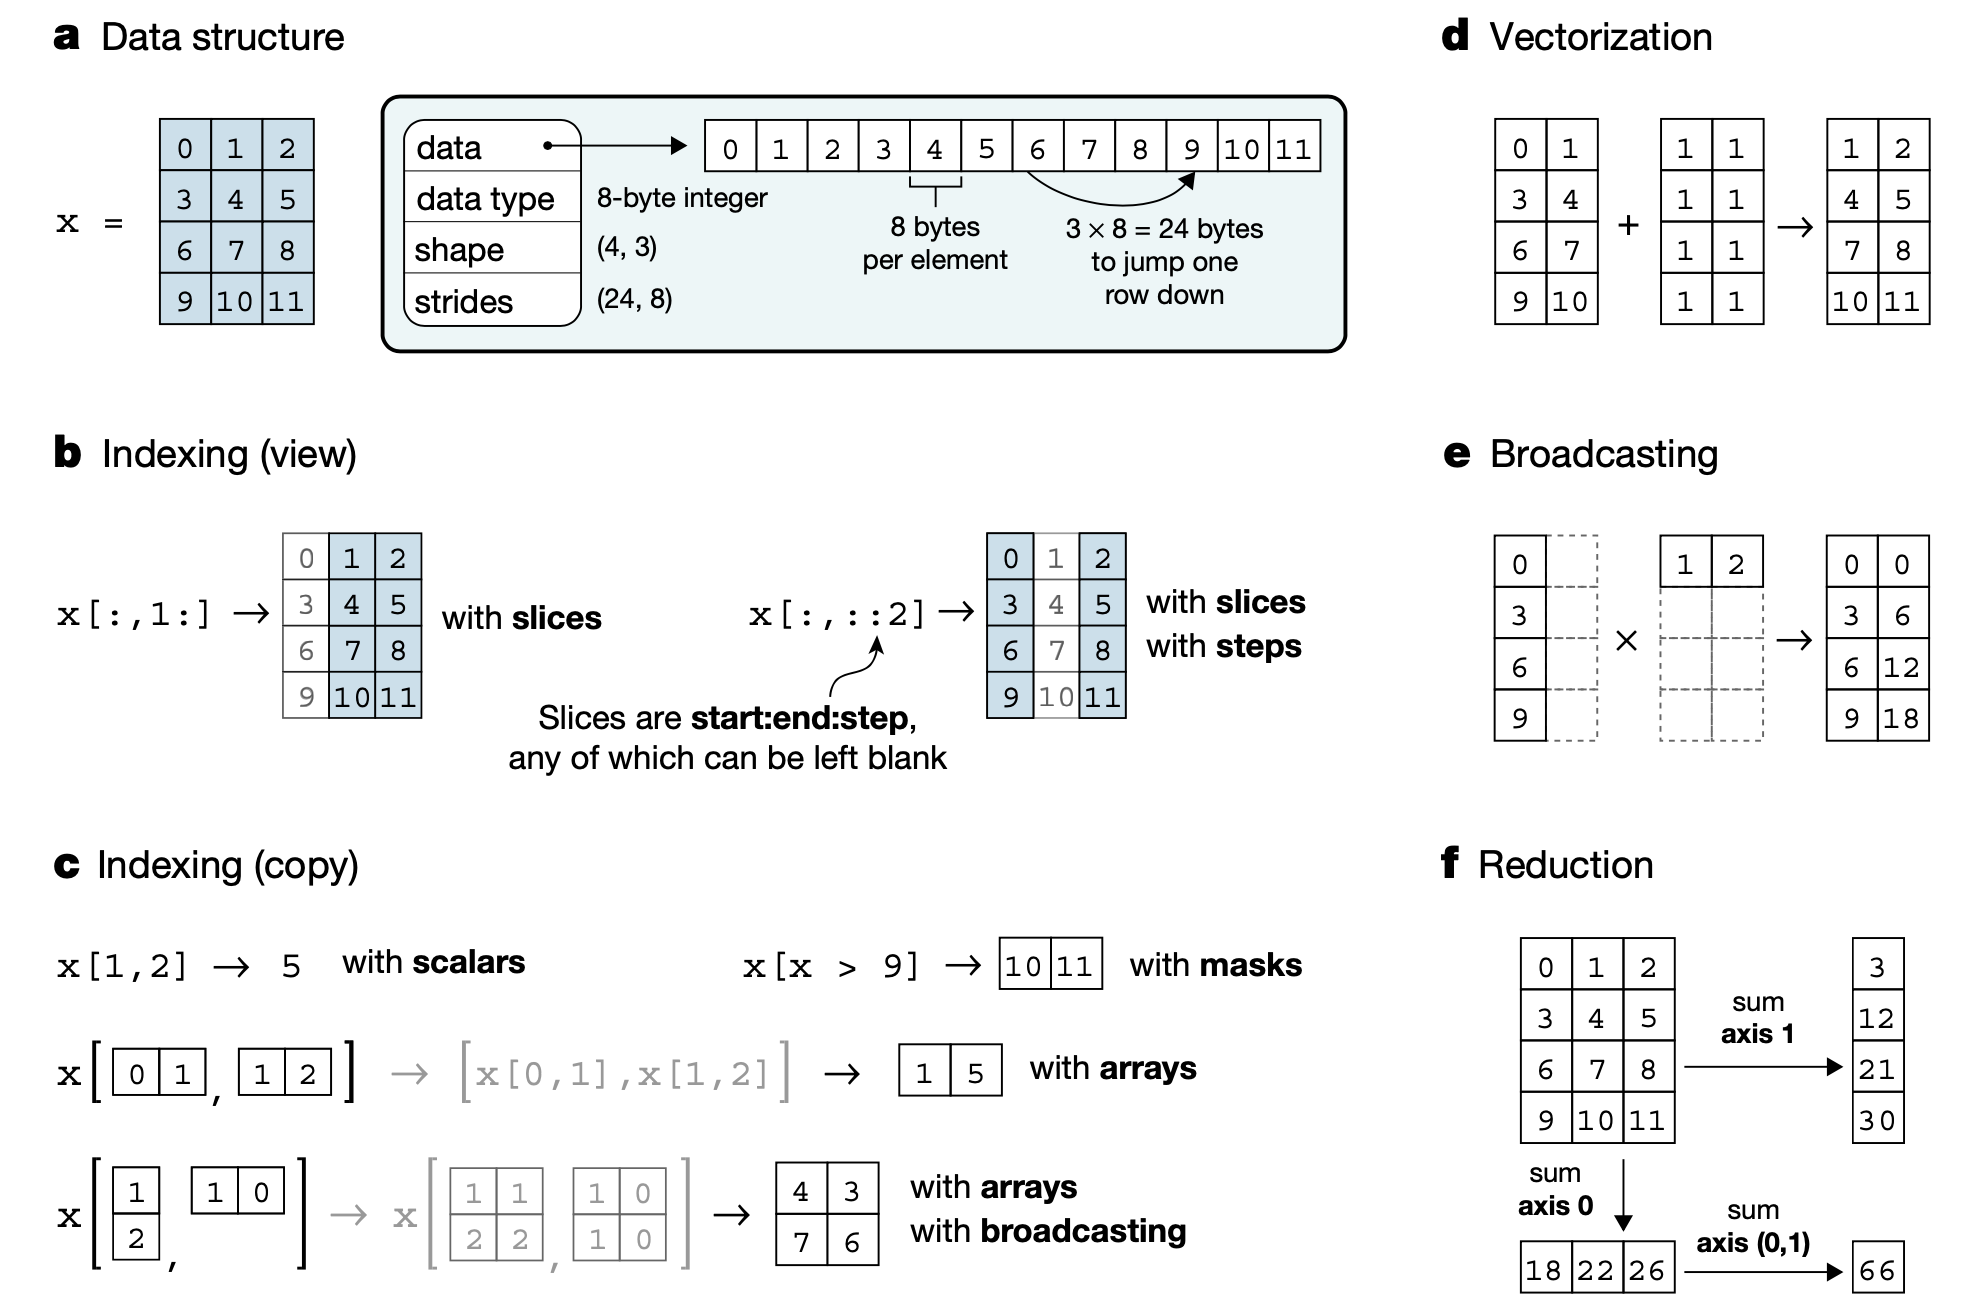 a Data structure
x =
0 1 2
3 4 5
6 7 8
9 10 11
data
data type
shape
strides
8-byte integer
(4, 3)
(24, 8)
0 1 2 3 4 5 6 7 8 9 10 11
8 bytes
per element
3 × 8 = 24 bytes
to jump one
row down
b Indexing (view)
x[:,1:] →
0 1 2
3 4 5
6 7 8
9 10 11
with slices
x[:,::2] →
0 1 2
3 4 5
6 7 8
9 10 11
with slices
with steps
Slices are start:end:step,
any of which can be left blank
c Indexing (copy)
x[1,2] → 5 with scalars
x[x > 9] → 10 11 with masks
x[ 0 1 , 1 2 ] → [x[0,1],x[1,2]] → 1 5 with arrays
x[ 1 2 , 1 0 ] → x[ 1 1 2 2 , 1 0 1 0 ] → 4 3 7 6
with arrays
with broadcasting
d Vectorization
0 1 + 1 1 → 1 2
3 4 1 1 4 5
6 7 1 1 7 8
9 10 1 1 10 11
e Broadcasting
0 × 1 2 → 0 0
3 3 6
6 6 12
9 9 18
f Reduction
0 1 2
3 4 5
6 7 8
9 10 11
sum
axis 1
3
12
21
30
sum
axis 0
18 22 26
sum
axis (0,1)
66